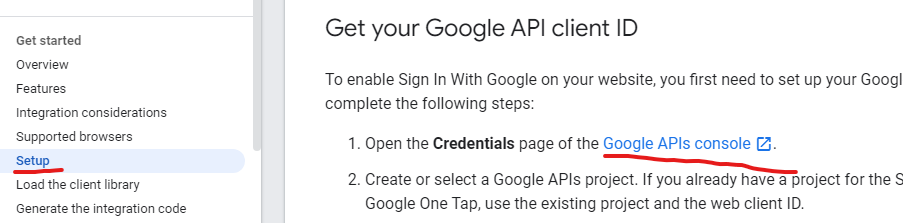 Get started
Overview
Features
Integration considerations
Supported browsers
Setup
Load the client library
Generate the integration code
Get your Google API client ID
To enable Sign In With Google on your website, you first need to set up your Googl
complete the following steps:
1. Open the Credentials page of the Google APIs console.
2. Create or select a Google APIs project. If you already have a project for the S
Google One Tap, use the existing project and the web client ID.